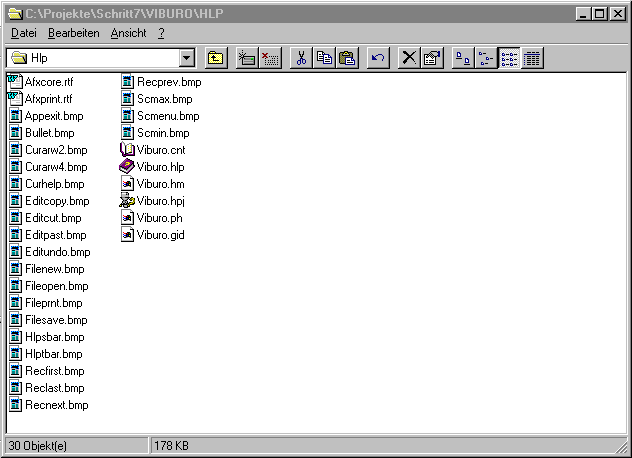 C:\Projekte\Schritt7\VIBURO\HLP
Datei Bearbeiten Ansicht ?
Hlp
Afxcore.rtf
Afxprint.rtf
Appexit.bmp
Bullet.bmp
Curarw2.bmp
Curarw4.bmp
Curhelp.bmp
Editcopy.bmp
Editcut.bmp
Editpast.bmp
Editundo.bmp
Filenew.bmp
Fileopen.bmp
Fileprnt.bmp
Filesave.bmp
Hlpsbar.bmp
Hlptbar.bmp
Recfirst.bmp
Reclast.bmp
Recnext.bmp
Recprev.bmp
Scmax.bmp
Scmenu.bmp
Scmin.bmp
Viburo.cnt
Viburo.hlp
Viburo.hm
Viburo.hpj
Viburo.ph
Viburo.gid
30 Objekt(e) 178 KB